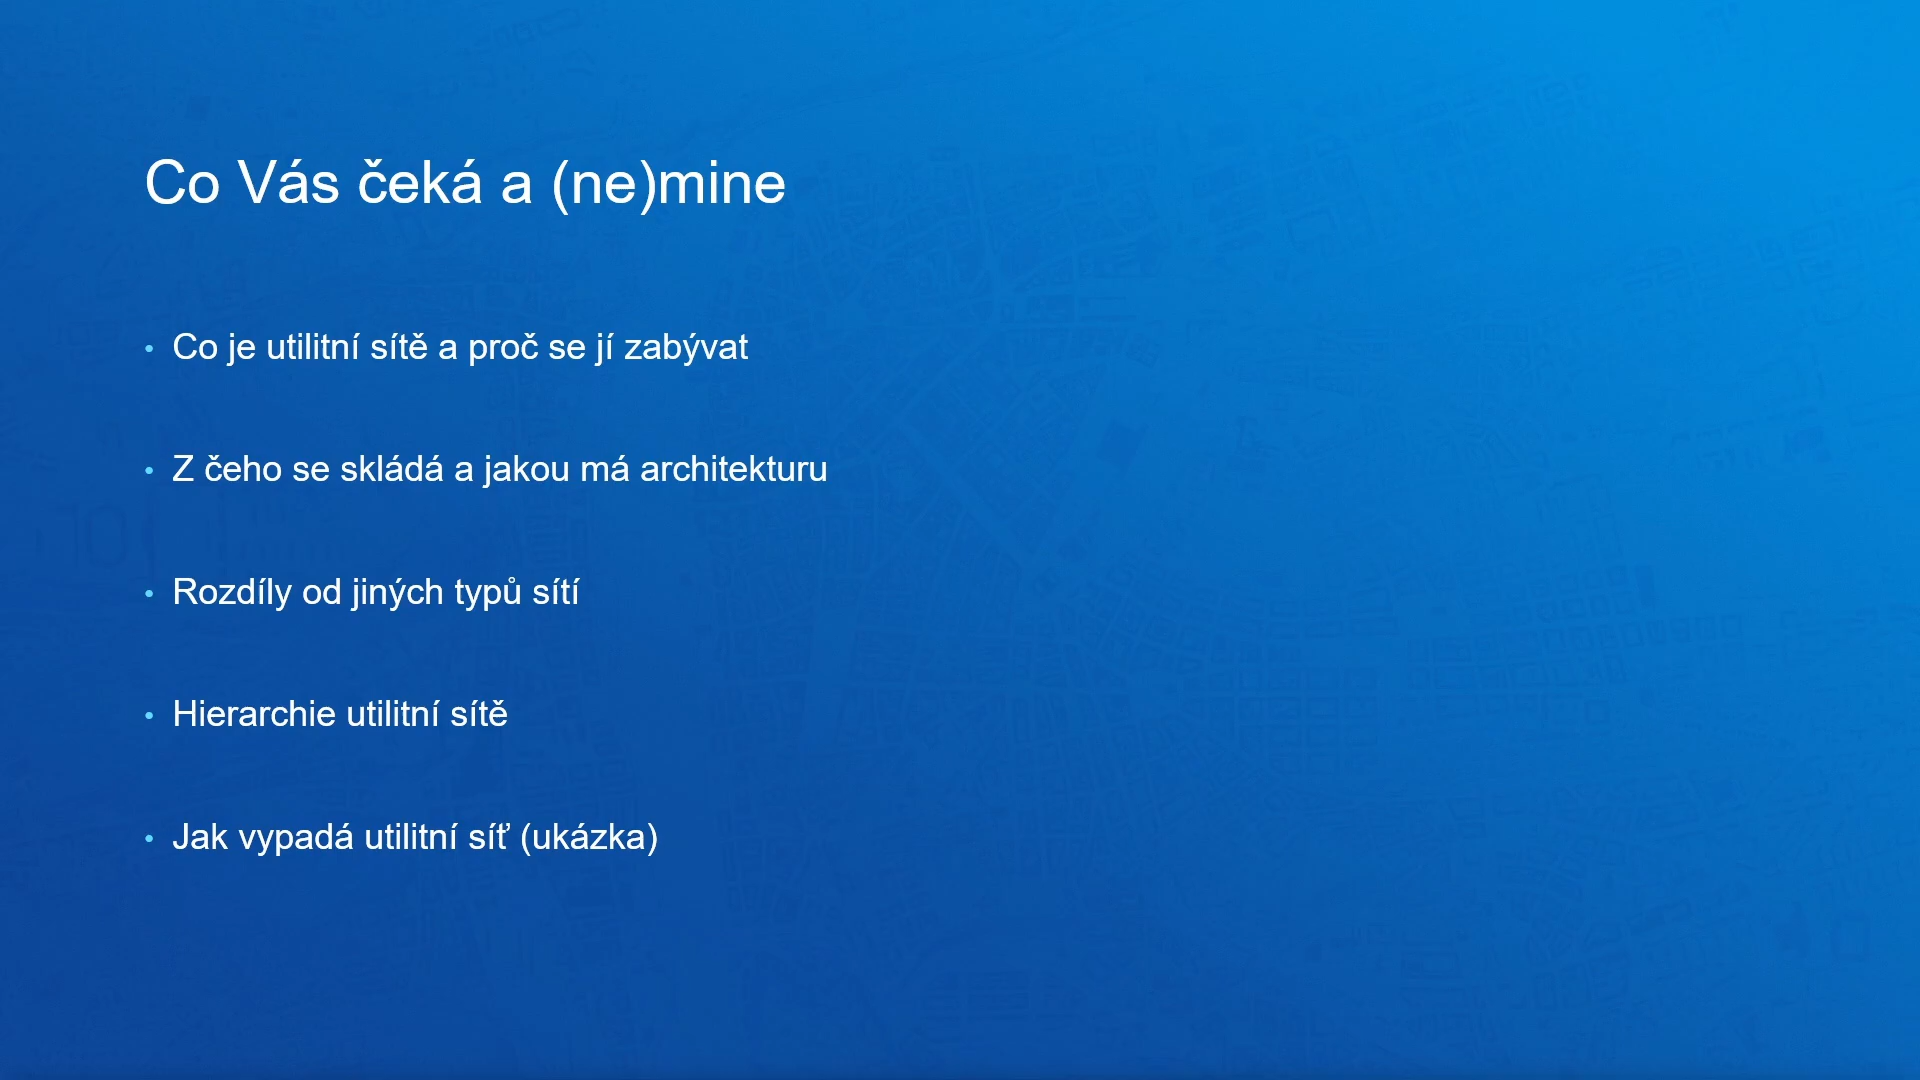 Co Vás čeká a (ne)mine
• Co je utilitní sítě a proč se jí zabývat
• Z čeho se skládá a jakou má architekturu
• Rozdíly od jiných typů sítí
• Hierarchie utilitní sítě
• Jak vypadá utilitní síť (ukázka)